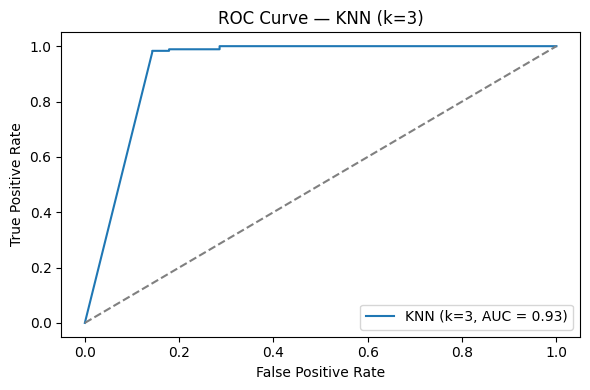 ROC Curve — KNN (k=3)
True Positive Rate
1.0
0.8
0.6
0.4
0.2
0.0
KNN (k=3, AUC = 0.93)
0.0 0.2 0.4 0.6 0.8 1.0
False Positive Rate